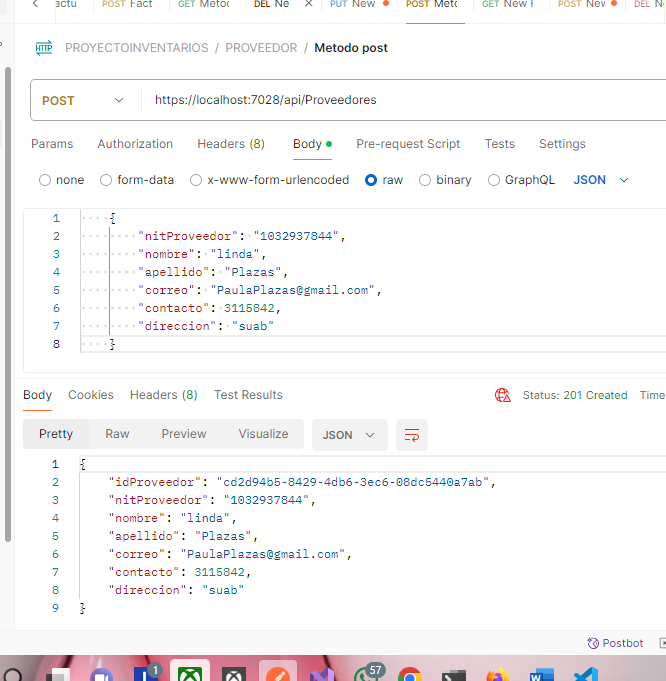 actu POST Fact GET Metoc DEL Ne PUT New POST Metc GET New F POST Nev DEL N
HTTP PROYECTOINVENTARIOS / PROVEEDOR / Metodo post
POST https://localhost:7028/api/Proveedores
Params Authorization Headers (8) Body Pre-request Script Tests Settings
none form-data x-www-form-urlencoded raw binary GraphQL JSON
1 {
2 "nitProveedor": "1032937844",
3 "nombre": "linda",
4 "apellido": "Plazas",
5 "correo": "PaulaPlazas@gmail.com",
6 "contacto": 3115842,
7 "direccion": "suab"
8 }
Body Cookies Headers (8) Test Results Status: 201 Created Time
Pretty Raw Preview Visualize JSON
1 {
2 "idProveedor": "cd2d94b5-8429-4db6-3ec6-08dc5440a7ab",
3 "nitProveedor": "1032937844",
4 "nombre": "linda",
5 "apellido": "Plazas",
6 "correo": "PaulaPlazas@gmail.com",
7 "contacto": 3115842,
8 "direccion": "suab"
9 }
Postbot
1 57